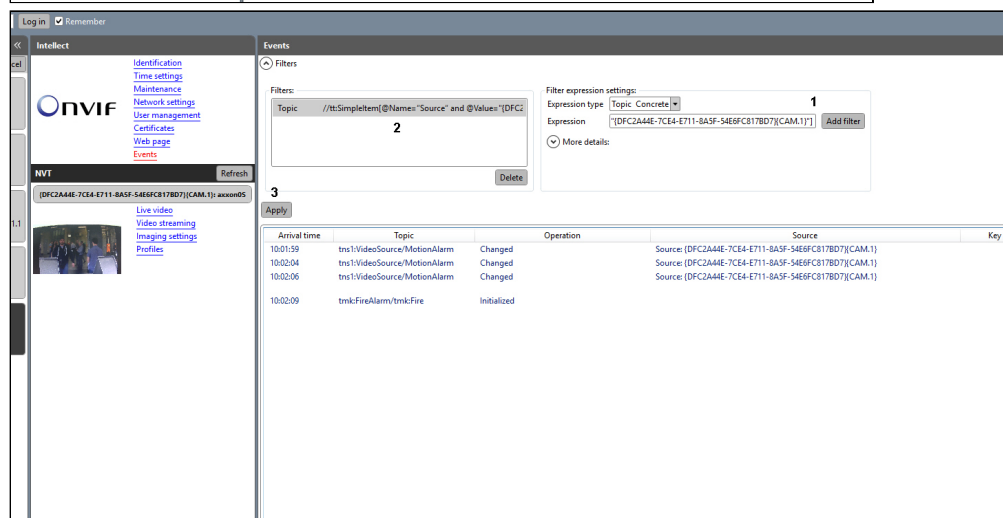 Log in Remember
« Intellect Events
cel
Filters
ONVIF
Identification
Time settings
Maintenance
Network settings
User management
Certificates
Web page
Events
Filters:
Topic //tt:SimpleItem[@Name="Source" and @Value="{DFC2
2
Delete
Filter expression settings:
Expression type Topic Concrete 1
Expression "{DFC2A44E-7CE4-E711-8A5F-54E6FC817BD7}{CAM.1}"] Add filter
More details:
NVT Refresh
{DFC2A44E-7CE4-E711-8A5F-54E6FC817BD7}{CAM.1}: axxon0S
1.1
Live video
Video streaming
Imaging settings
Profiles
3
Apply
Arrival time Topic Operation Source Key
10:01:59 tns1:VideoSource/MotionAlarm Changed Source: {DFC2A44E-7CE4-E711-8A5F-54E6FC817BD7}{CAM.1}
10:02:04 tns1:VideoSource/MotionAlarm Changed Source: {DFC2A44E-7CE4-E711-8A5F-54E6FC817BD7}{CAM.1}
10:02:06 tns1:VideoSource/MotionAlarm Changed Source: {DFC2A44E-7CE4-E711-8A5F-54E6FC817BD7}{CAM.1}
10:02:09 tmk:FireAlarm/tmk:Fire Initialized